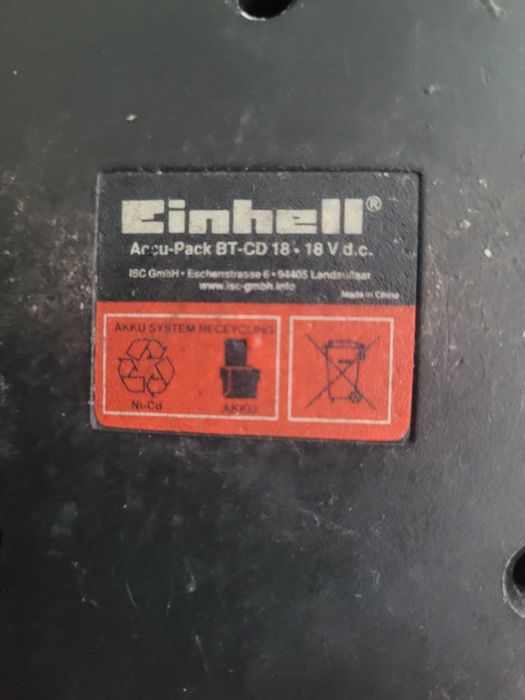 Einhell®
Accu-Pack BT-CD 18 • 18 V d.c.
ISC GmbH • Eschenstrasse 6 • 94405 Landau/Isar
www.isc-gmbh.info
Made in China
AKKU SYSTEM RECEYCLING
Ni-Cd
AKKU